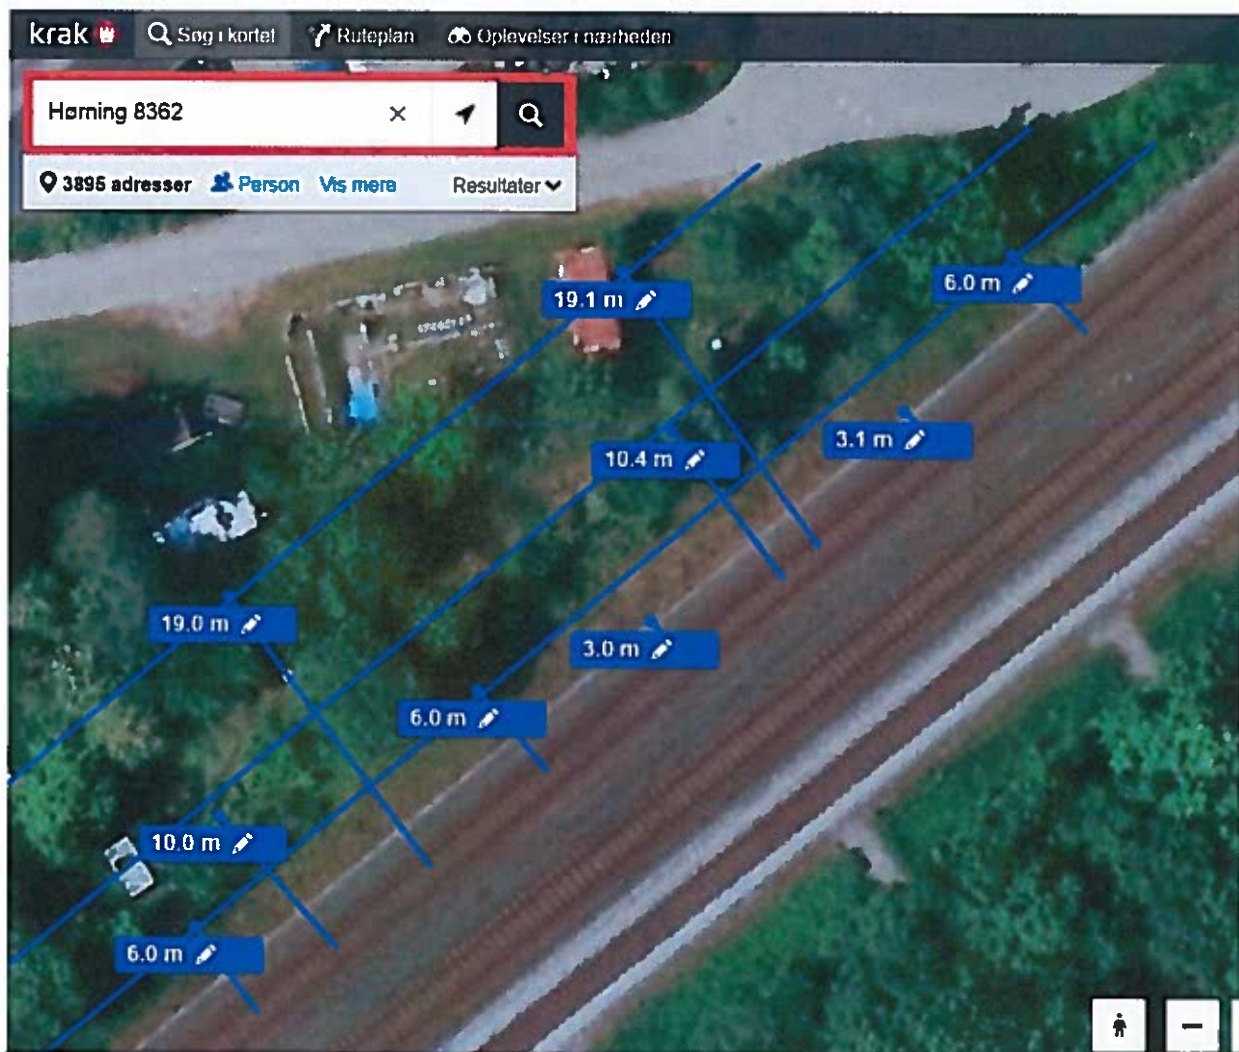 krak Søg i kortet Ruteplan Oplevelser i nærheden
Hørning 8362
3895 adresser Person Vis mere Resultater
19.1 m
6.0 m
3.1 m
10.4 m
19.0 m
3.0 m
6.0 m
10.0 m
6.0 m